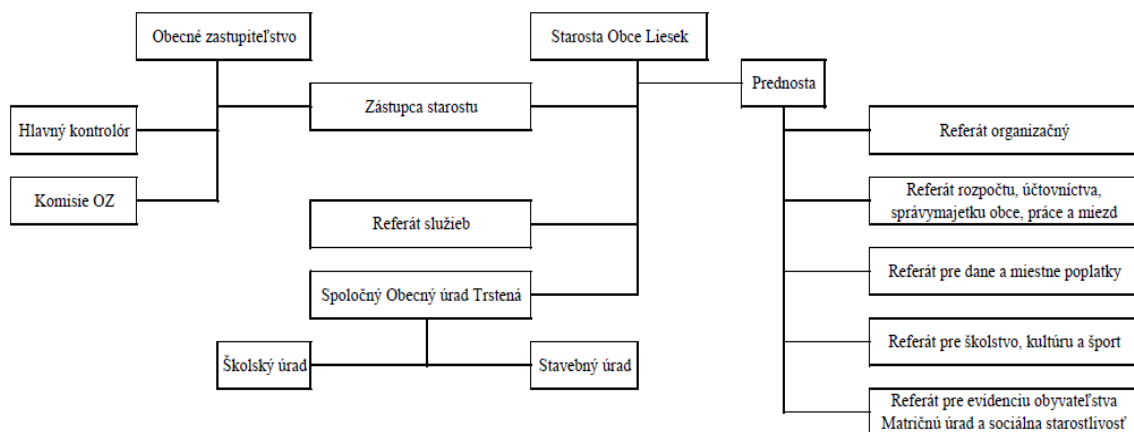 Obecné zastupiteľstvo
Starosta Obce Liesek
Prednosta
Zástupca starostu
Hlavný kontrolór
Referát organizačný
Komisie OZ
Referát rozpočtu, účtovníctva,
správymajetku obce, práce a miezd
Referát služieb
Referát pre dane a miestne poplatky
Spoločný Obecný úrad Trstená
Školský úrad
Stavebný úrad
Referát pre školstvo, kultúru a šport
Referát pre evidenciu obyvateľstva
Matričnú úrad a sociálna starostlivosť